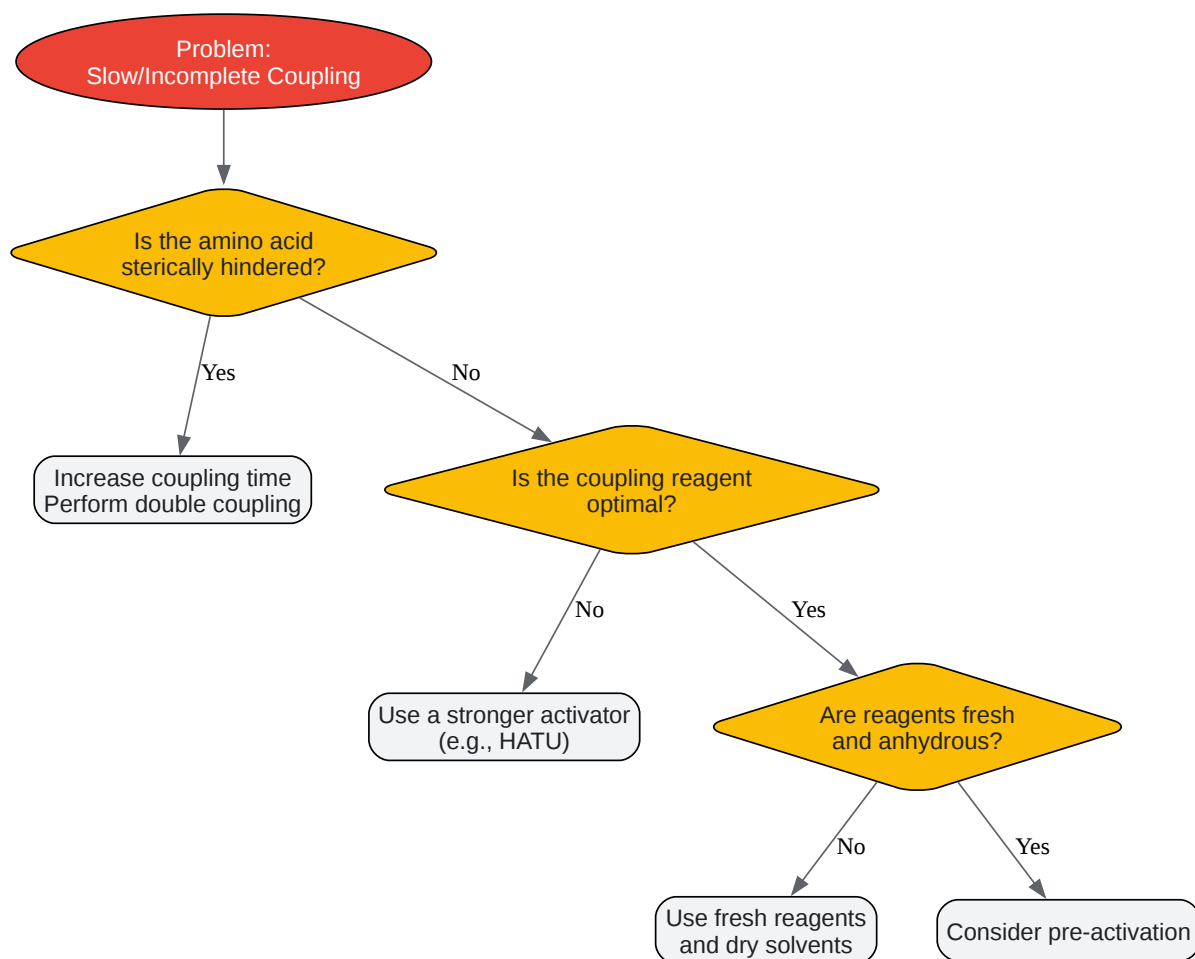 Problem:
Slow/Incomplete Coupling
Is the amino acid
sterically hindered?
Yes
No
Increase coupling time
Perform double coupling
Is the coupling reagent
optimal?
No
Yes
Use a stronger activator
(e.g., HATU)
Are reagents fresh
and anhydrous?
No
Yes
Use fresh reagents
and dry solvents
Consider pre-activation